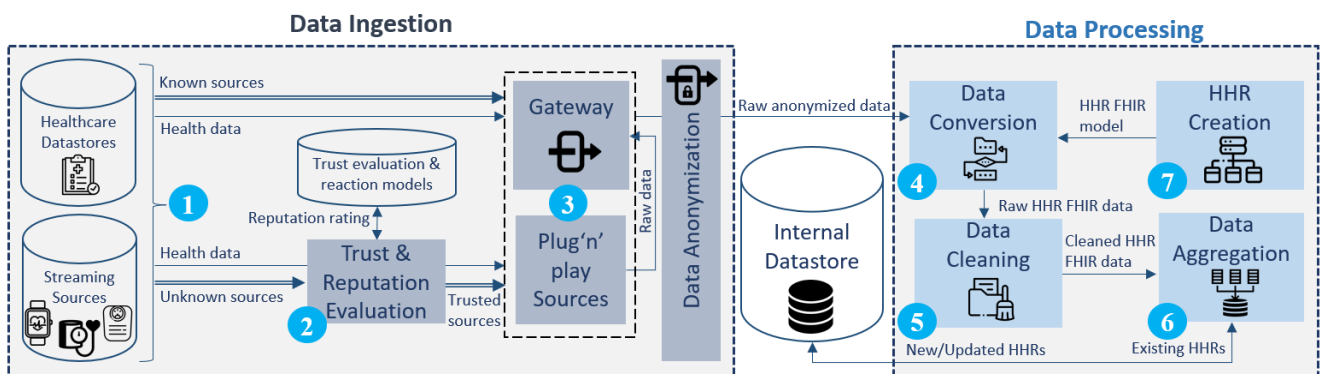 Data Ingestion
Data Processing
Healthcare
Datastores
Streaming
Sources
1
Known sources
Health data
Trust evaluation &
reaction models
Reputation rating
Health data
Unknown sources
Trust &
Reputation
Evaluation
2
Trusted
sources
Gateway
3
Plug‘n’
play
Sources
Raw data
Data Anonymization
Raw anonymized data
Internal
Datastore
Data
Conversion
4
HHR FHIR
model
HHR
Creation
7
Raw HHR FHIR data
Data
Cleaning
5
Cleaned HHR
FHIR data
Data
Aggregation
6
New/Updated HHRs
Existing HHRs